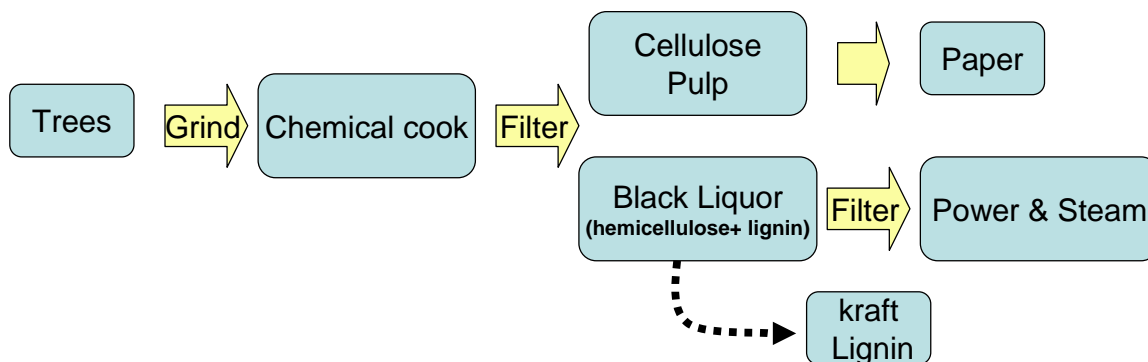 Trees
Grind
Chemical cook
Filter
Cellulose
Pulp
Paper
Black Liquor
(hemicellulose+ lignin)
Filter
Power & Steam
kraft
Lignin